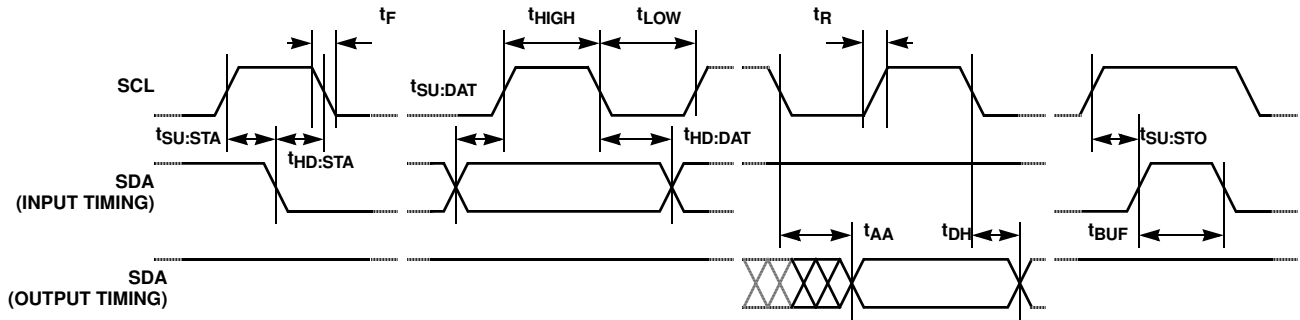 tF
tHIGH
tLOW
tR
SCL
tSU:DAT
tSU:STA
tHD:STA
tHD:DAT
tSU:STO
SDA
(INPUT TIMING)
tAA
tDH
tBUF
SDA
(OUTPUT TIMING)